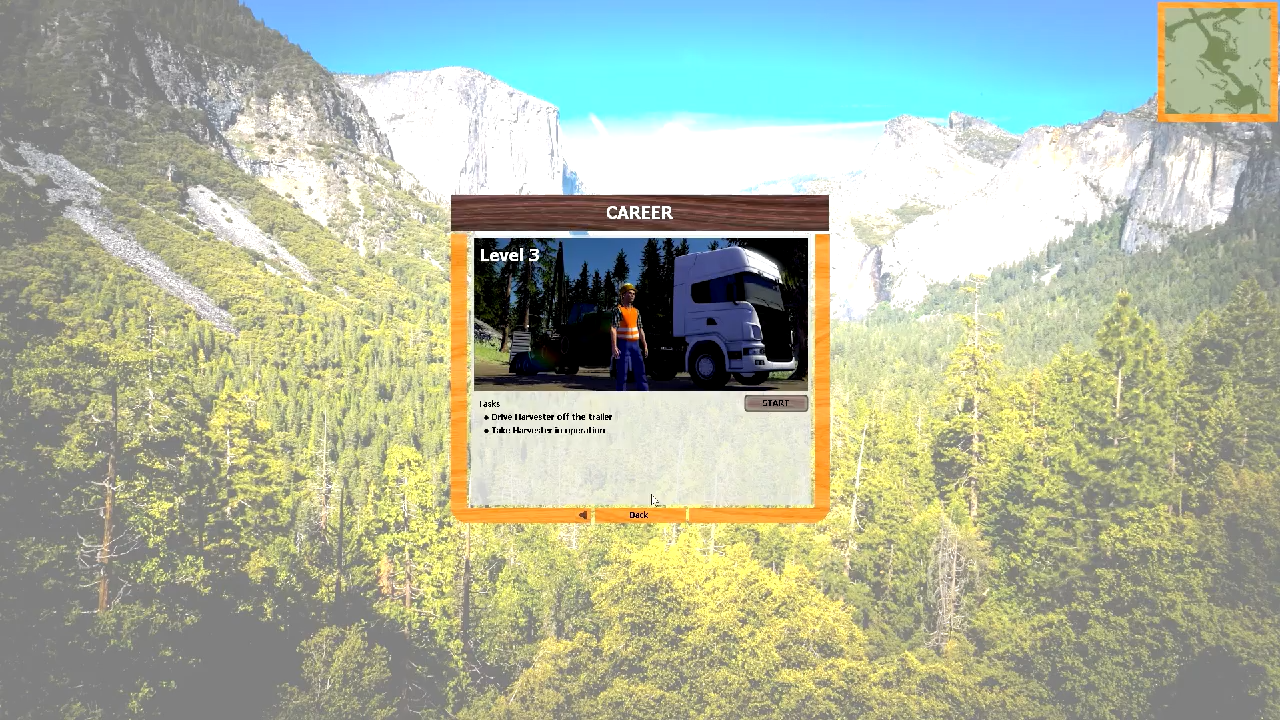 CAREER
Level 3
Tasks
START
• Drive Harvester off the trailer
• Take Harvester in operation
Back